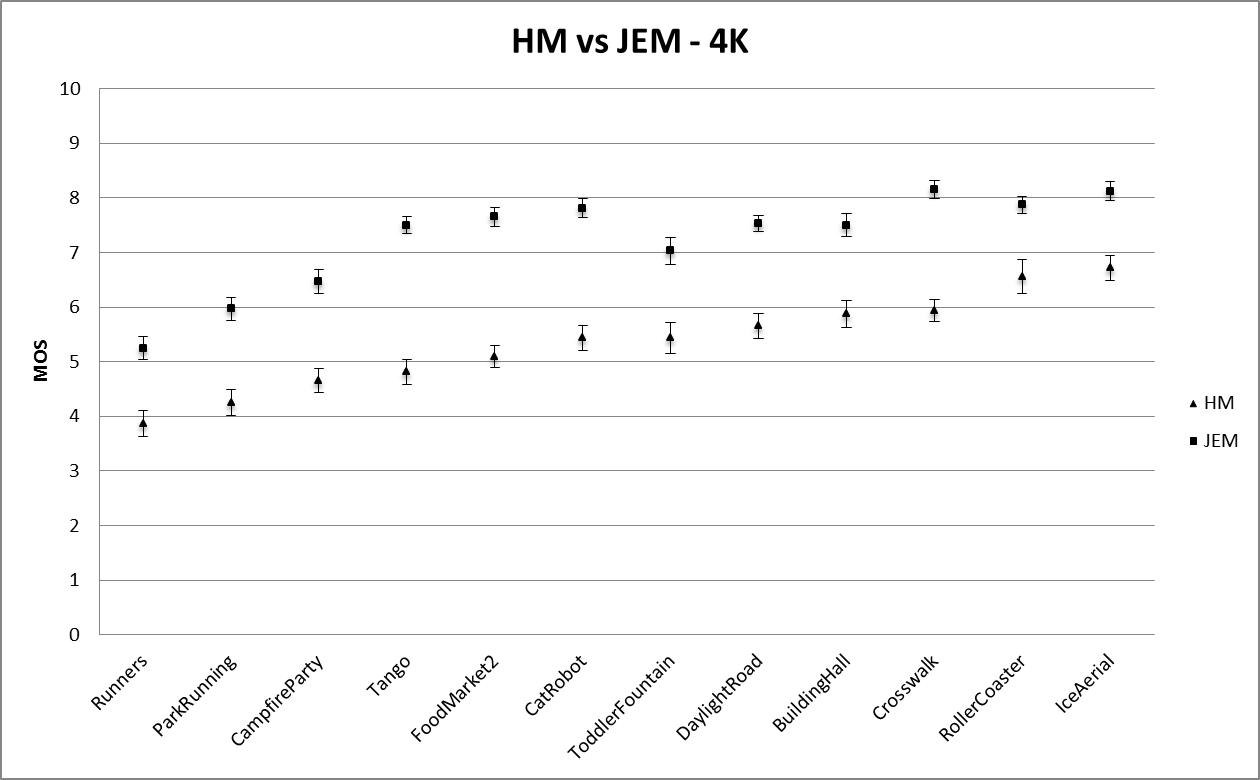 HM vs JEM - 4K
10
9
8
7
6
5
4
3
2
1
0
MOS
Runners
ParkRunning
CampfireParty
Tango
FoodMarket2
CatRobot
ToddlerFountain
DaylightRoad
BuildingHall
Crosswalk
RollerCoaster
IceAerial
HM
JEM